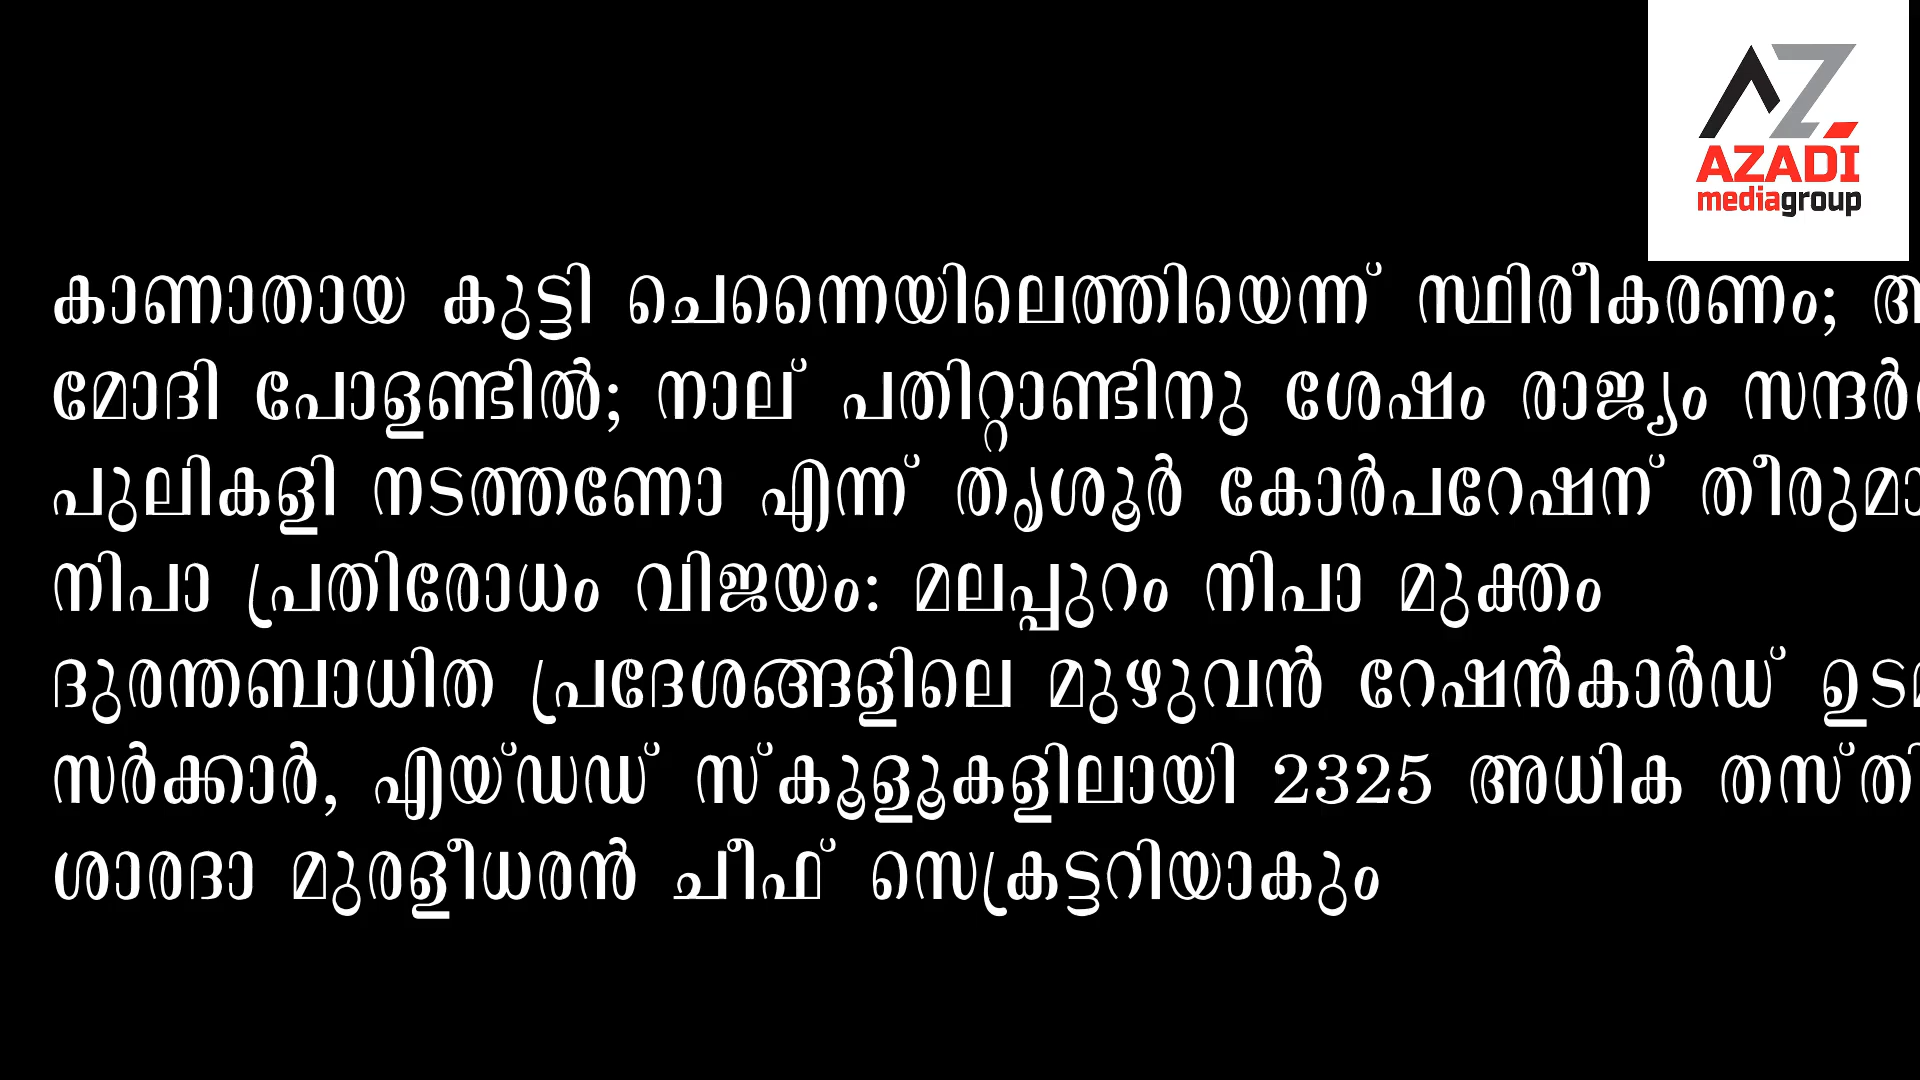 AZ
AZADI
mediagroup
കാണാതായ കുട്ടി ചെന്നൈയിലെത്തിയെന്ന് സ്ഥിരീകരണം;
മോദി പോളണ്ടിൽ; നാല് പതിറ്റാണ്ടിനു ശേഷം രാജ്യം
പുലികളി നടത്തണോ എന്ന് തൃശൂർ കോർപറേഷന്
നിപാ പ്രതിരോധം വിജയം: മലപ്പുറം നിപാ മുക്തം
ദുരന്തബാധിത പ്രദേശങ്ങളിലെ മുഴുവൻ റേഷൻകാർഡ്
സർക്കാർ, എയ്ഡഡ് സ്കൂളൂകളിലായി 2325 അധിക
ശാരദാ മുരളീധരൻ ചീഫ് സെക്രട്ടറിയാകും